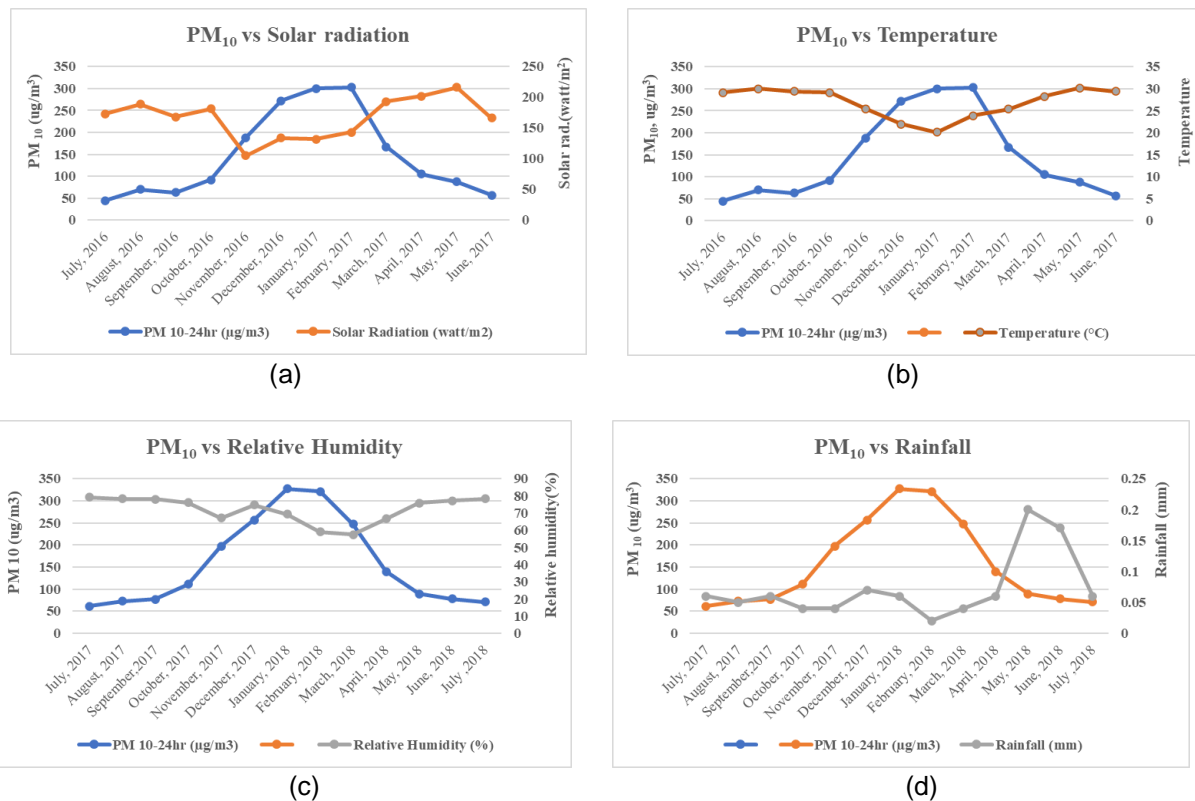 PM₁₀ vs Solar radiation
PM ₁₀ (ug/m³)
350
300
250
200
150
100
50
0
250
200
150
100
50
0
Solar rad.(watt/m²)
July, 2016
August, 2016
September, 2016
October, 2016
November, 2016
December, 2016
January, 2017
February, 2017
March, 2017
April, 2017
May, 2017
June, 2017
PM 10-24hr (µg/m3)
Solar Radiation (watt/m2)
(a)
PM₁₀ vs Temperature
PM₁₀, ug/m³
350
300
250
200
150
100
50
0
35
30
25
20
15
10
5
0
Temperature
July, 2016
August, 2016
September, 2016
October, 2016
November, 2016
December, 2016
January, 2017
February, 2017
March, 2017
April, 2017
May, 2017
June, 2017
PM 10-24hr (µg/m3)
Temperature (°C)
(b)
PM₁₀ vs Relative Humidity
PM 10 (ug/m3)
350
300
250
200
150
100
50
0
90
80
70
60
50
40
30
20
10
0
Relative humidity(%)
July, 2017
August, 2017
September,2017
October, 2017
November, 2017
December, 2017
January, 2018
February, 2018
March, 2018
April, 2018
May, 2018
June, 2018
July ,2018
PM 10-24hr (µg/m3)
Relative Humidity (%)
(c)
PM₁₀ vs Rainfall
PM ₁₀ (ug/m³)
350
300
250
200
150
100
50
0
0.25
0.2
0.15
0.1
0.05
0
Rainfall (mm)
July, 2017
August, 2017
September,2017
October, 2017
November, 2017
December, 2017
January, 2018
February, 2018
March, 2018
April, 2018
May, 2018
June, 2018
July ,2018
PM 10-24hr (µg/m3)
Rainfall (mm)
(d)